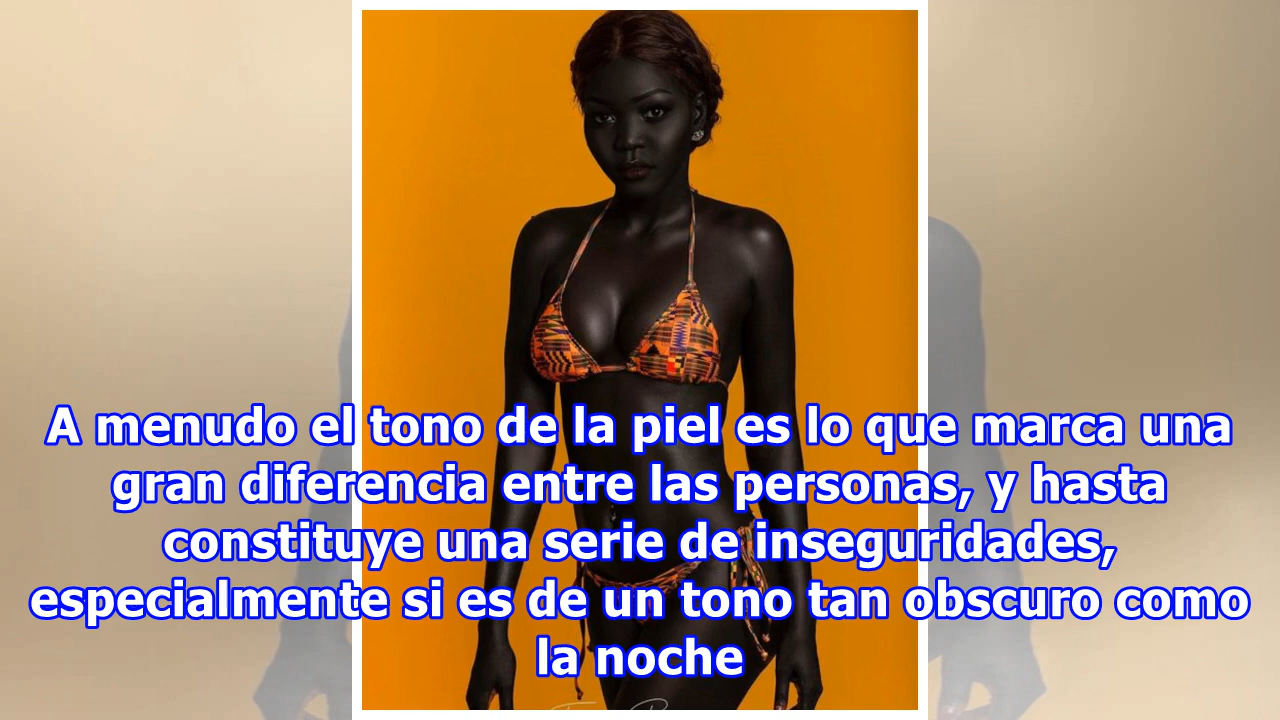 A menudo el tono de la piel es lo que marca una
gran diferencia entre las personas, y hasta
constituye una serie de inseguridades,
especialmente si es de un tono tan obscuro como
la noche